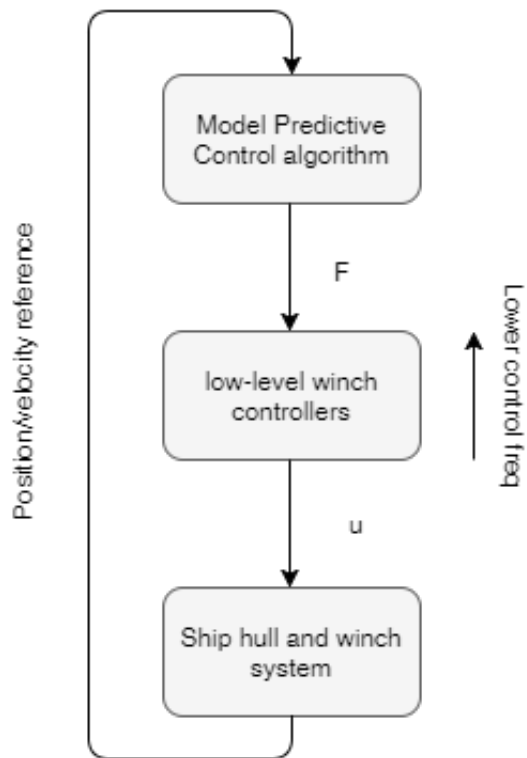 Model Predictive
Control algorithm
F
low-level winch
controllers
u
Ship hull and winch
system
Position/velocity reference
Lower control freq